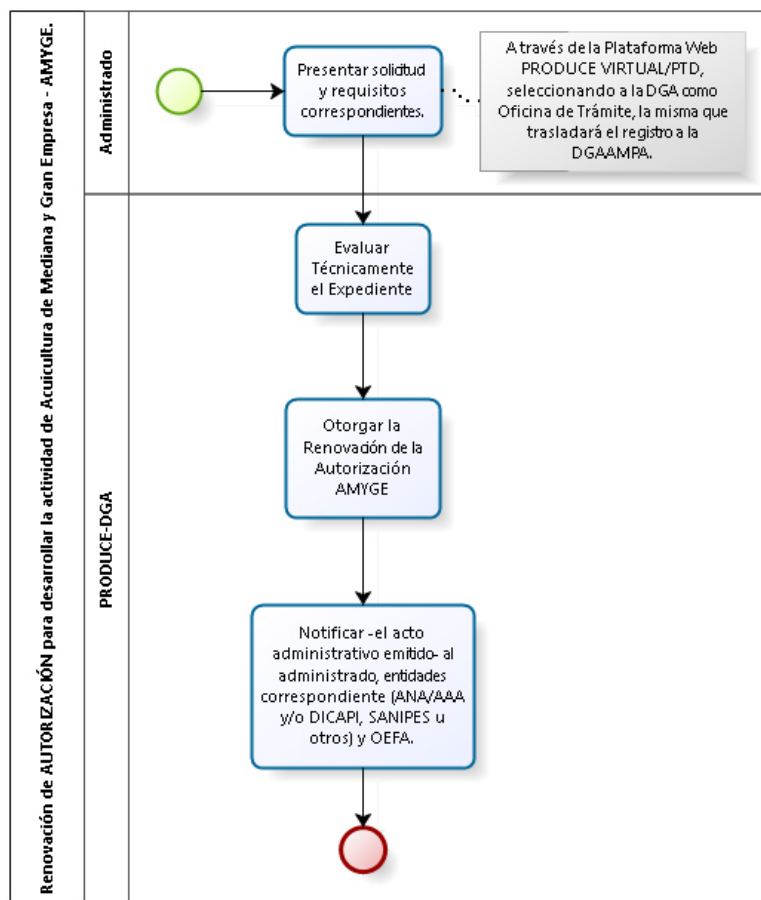 Renovación de AUTORIZACIÓN para desarrollar la actividad de Acuicultura de Mediana y Gran Empresa - AMYGE.
Administrado
Presentar solicitud
y requisitos
correspondientes.
A través de la Plataforma Web
PRODUCE VIRTUAL/PTD,
seleccionando a la DGA como
Oficina de Trámite, la misma que
trasladará el registro a la
DGAAMPA.
PRODUCE-DGA
Evaluar
Técnicamente
el Expediente
Otorgar la
Renovación de la
Autorización
AMYGE
Notificar -el acto
administrativo emitido- al
administrado, entidades
correspondiente (ANA/AAA
y/o DICAPI, SANIPES u
otros) y OEFA.